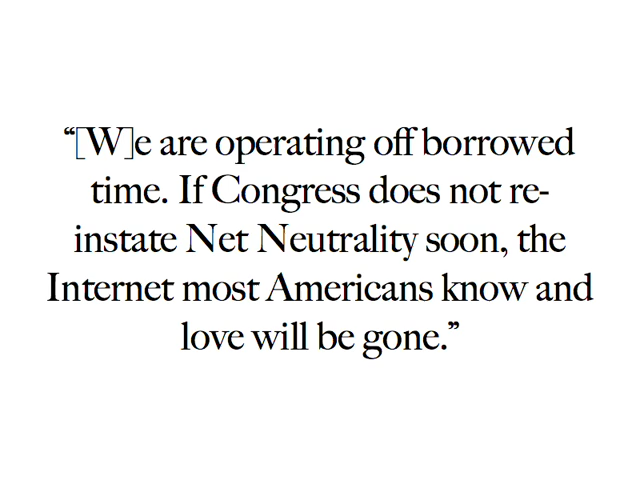 “[W]e are operating off borrowed
time. If Congress does not re-
instate Net Neutrality soon, the
Internet most Americans know and
love will be gone.”